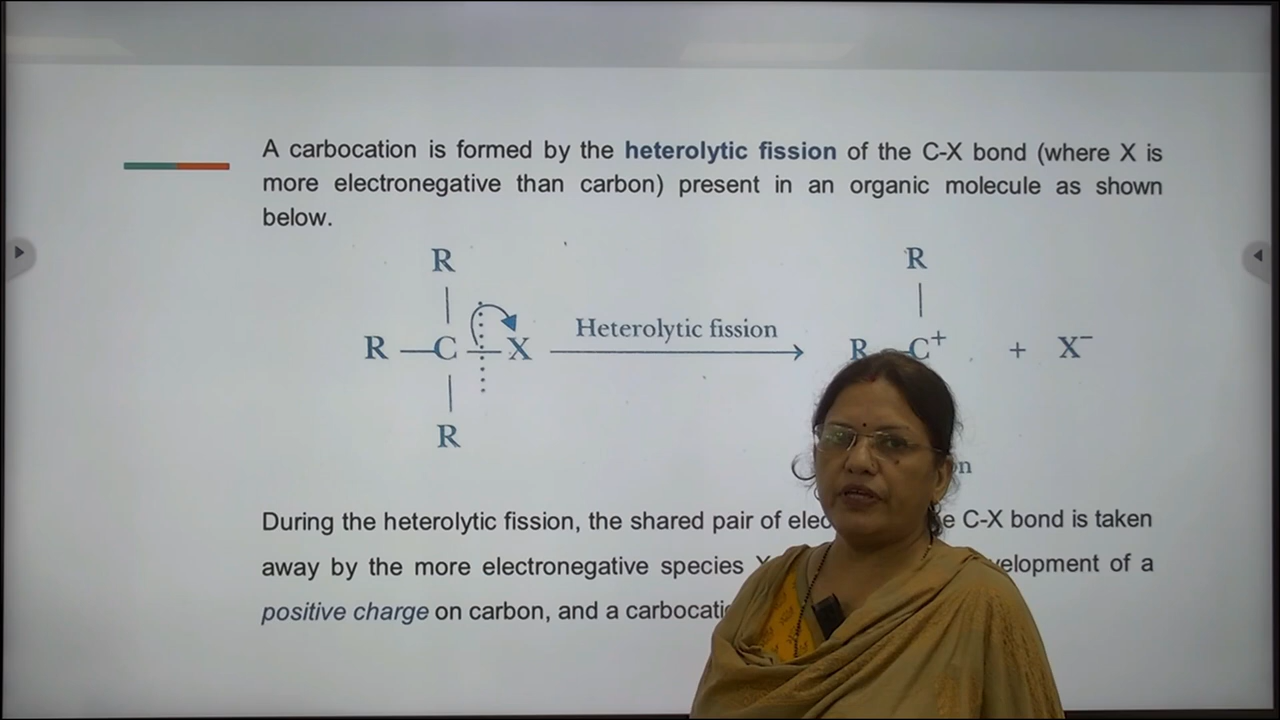 A carbocation is formed by the heterolytic fission of the C-X bond (where X is
more electronegative than carbon) present in an organic molecule as shown
below.
R
R
R — C — X
Heterolytic fission
R — C+ + X−
R
During the heterolytic fission, the shared pair of C-X bond is taken
away by the more electronegative species of a
positive charge on carbon, and a